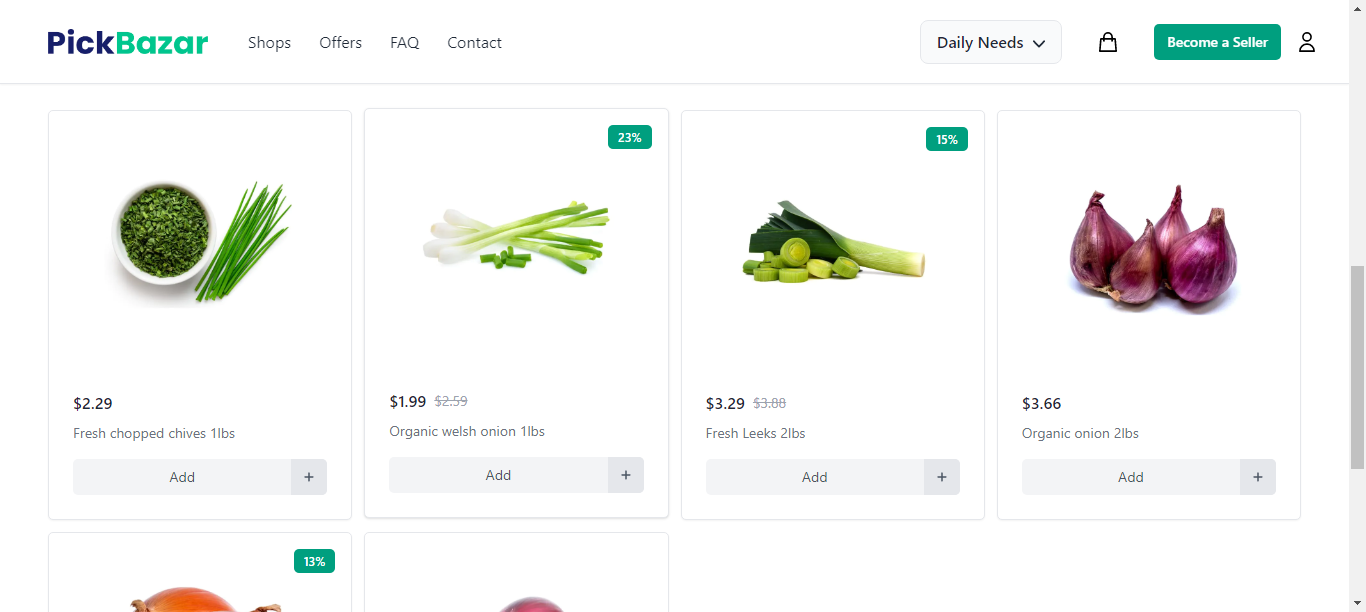 PickBazar Shops Offers FAQ Contact Daily Needs Become a Seller
23% 15%
$2.29 $1.99 $2.59 $3.29 $3.88 $3.66
Fresh chopped chives 1lbs Organic welsh onion 1lbs Fresh Leeks 2lbs Organic onion 2lbs
Add + Add + Add + Add +
13%